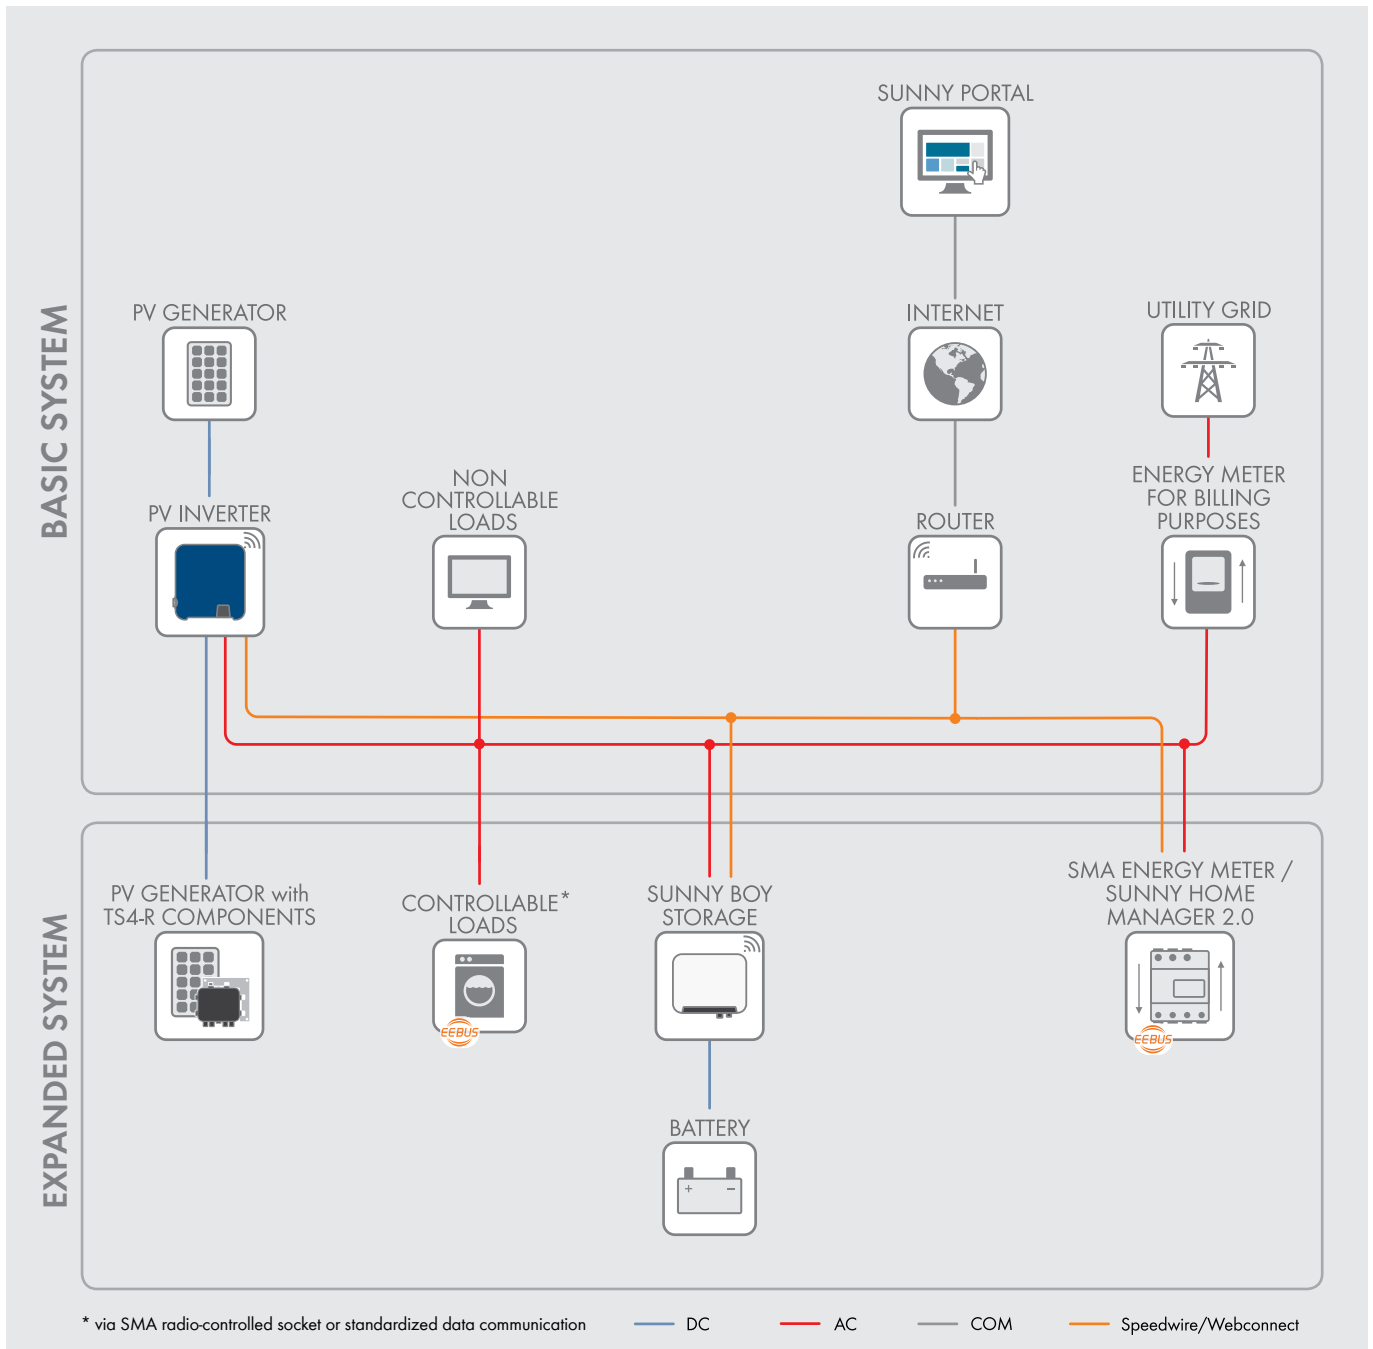 BASIC SYSTEM
SUNNY PORTAL
PV GENERATOR
INTERNET
UTILITY GRID
PV INVERTER
NON
CONTROLLABLE
LOADS
ROUTER
ENERGY METER
FOR BILLING
PURPOSES
EXPANDED SYSTEM
PV GENERATOR with
TS4-R COMPONENTS
CONTROLLABLE*
LOADS
EEBUS
SUNNY BOY
STORAGE
SMA ENERGY METER /
SUNNY HOME
MANAGER 2.0
EEBUS
BATTERY
+ −
* via SMA radio-controlled socket or standardized data communication
DC
AC
COM
Speedwire/Webconnect